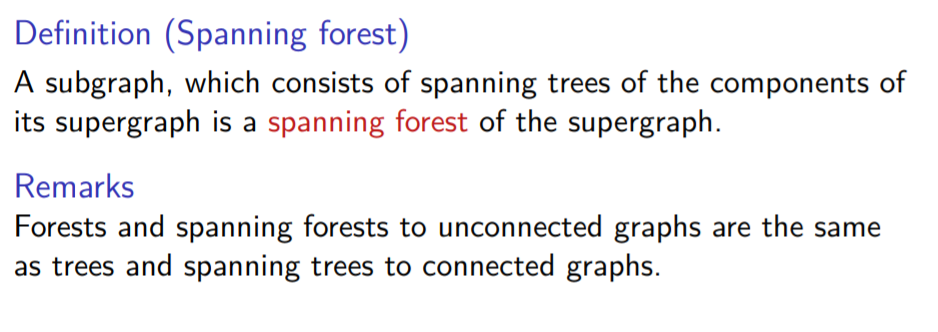 Definition (Spanning forest)
A subgraph, which consists of spanning trees of the components of
its supergraph is a spanning forest of the supergraph.
Remarks
Forests and spanning forests to unconnected graphs are the same
as trees and spanning trees to connected graphs.